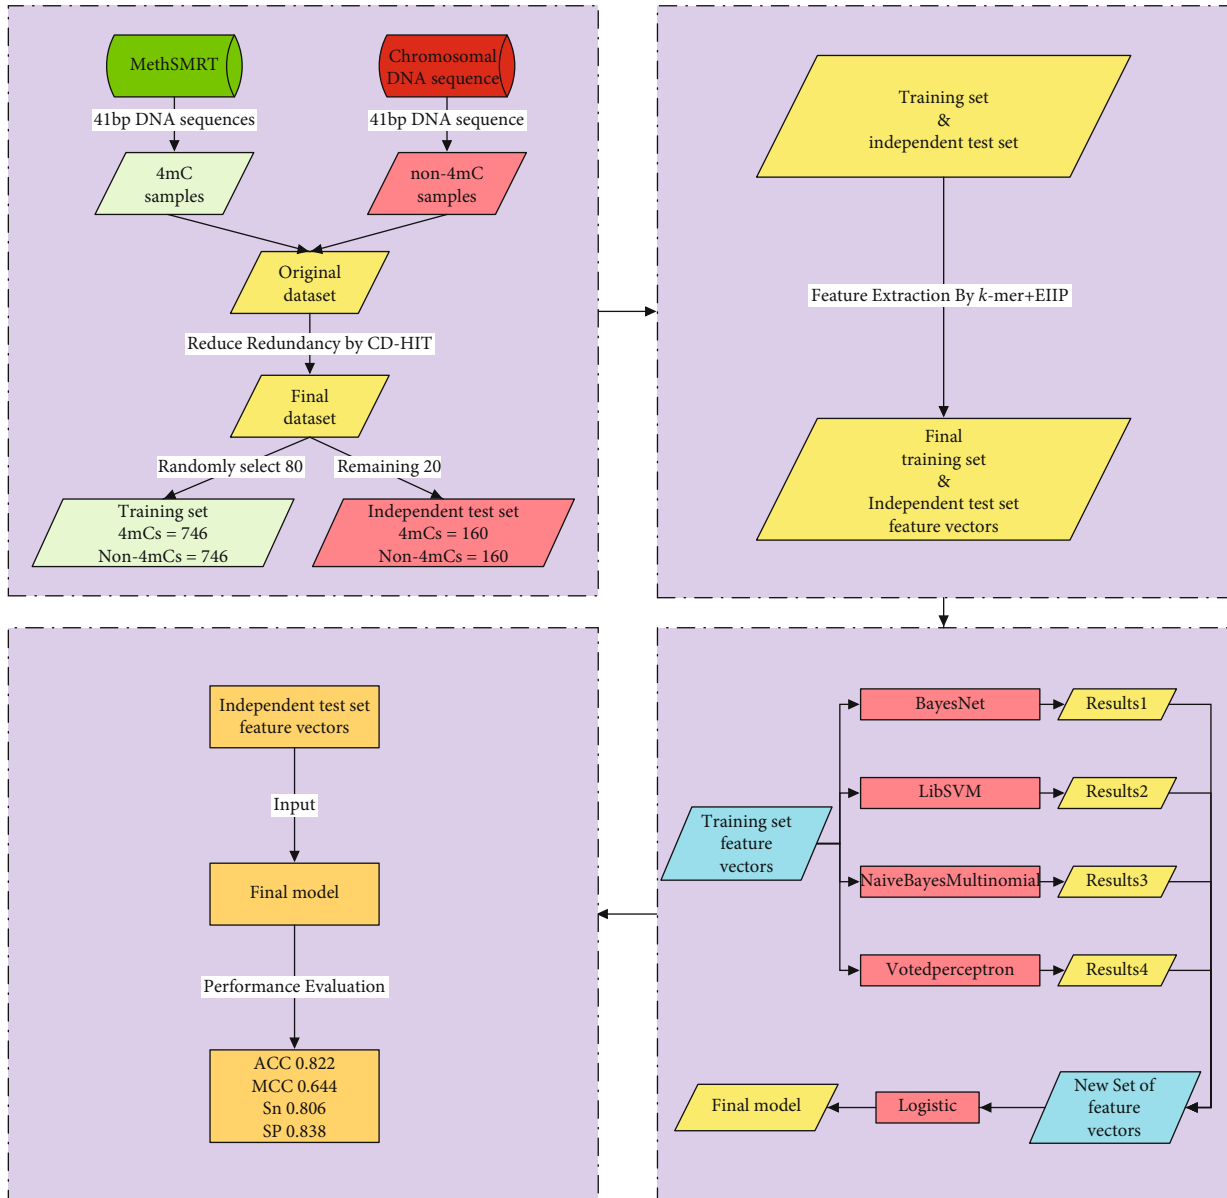 MethSMRT
Chromosomal
DNA sequence
41bp DNA sequences
41bp DNA sequence
4mC
samples
non-4mC
samples
Original
dataset
Reduce Redundancy by CD-HIT
Final
dataset
Randomly select 80
Remaining 20
Training set
4mCs = 746
Non-4mCs = 746
Independent test set
4mCs = 160
Non-4mCs = 160
Training set
&
independent test set
Feature Extraction By k-mer+EIIP
Final
training set
&
Independent test set
feature vectors
Training set
feature
vectors
BayesNet
Results1
LibSVM
Results2
NaiveBayesMultinomial
Results3
Votedperceptron
Results4
New Set of
feature
vectors
Logistic
Final model
Independent test set
feature vectors
Input
Final model
Performance Evaluation
ACC 0.822
MCC 0.644
Sn 0.806
SP 0.838